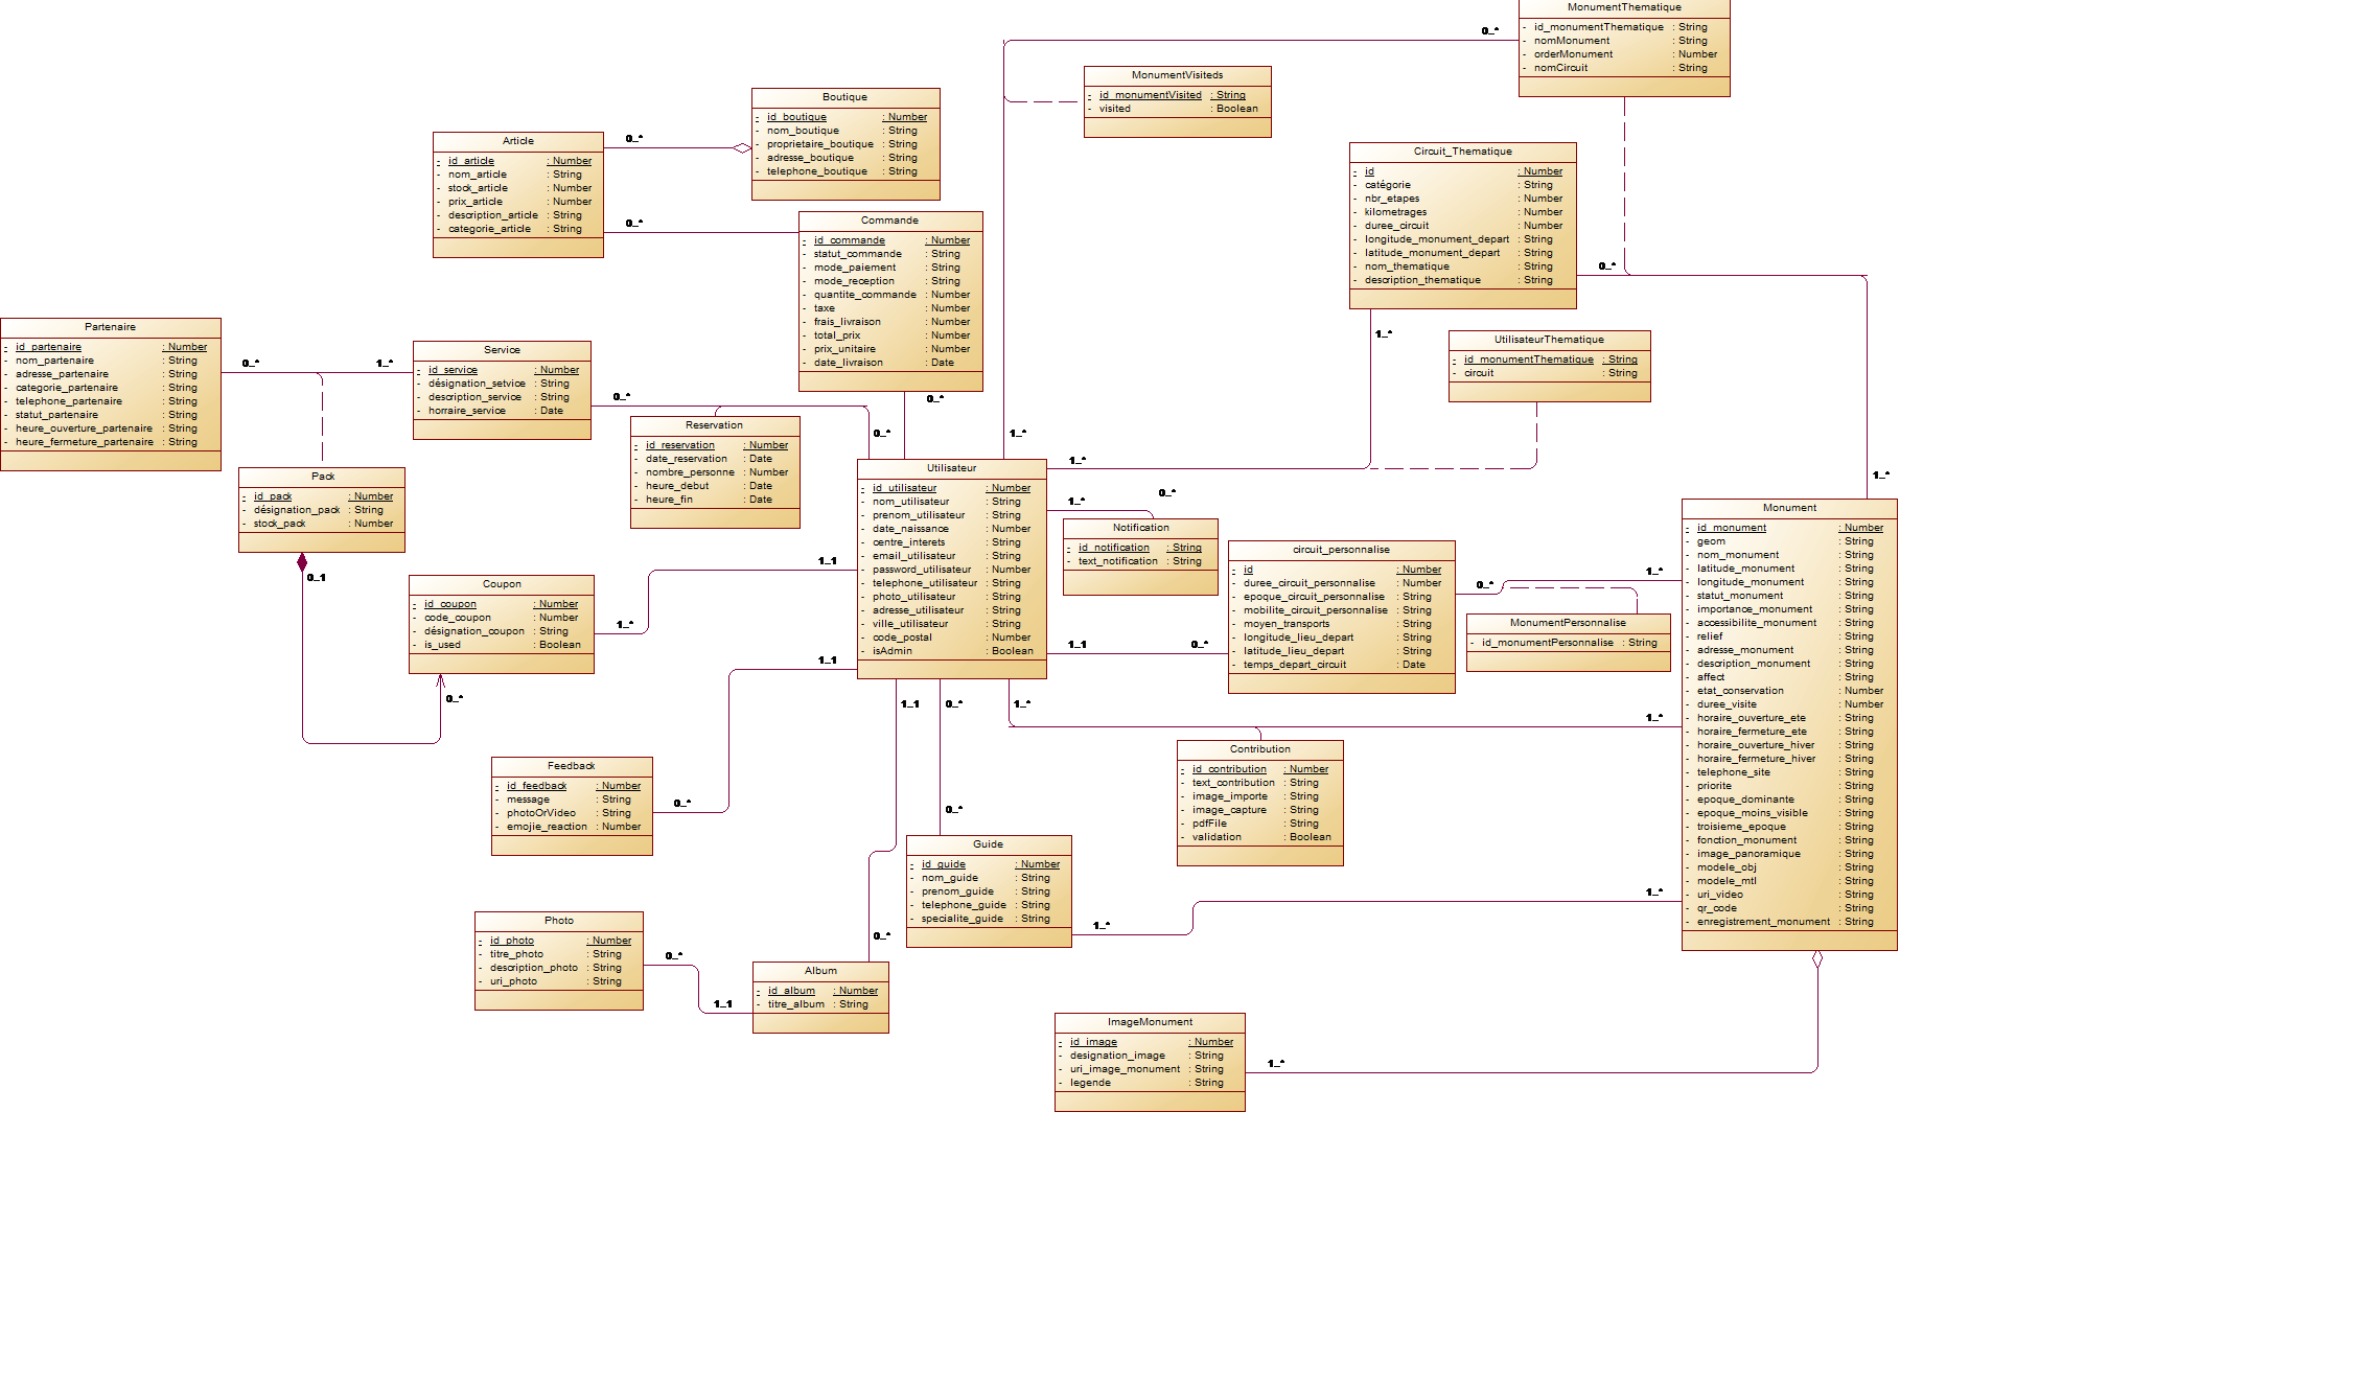 MonumentThematique
- id_monumentThematique : String
- nomMonument : String
- orderMonument : Number
- nomCircuit : String
0..*
MonumentVisiteds
- id_monumentVisited : String
- visited : Boolean
Boutique
- id_boutique : Number
- nom_boutique : String
- proprietaire_boutique : String
- adresse_boutique : String
- telephone_boutique : String
Article
- id_article : Number
- nom_article : String
- stock_article : Number
- prix_article : Number
- description_article : String
- categorie_article : String
0..*
0..*
Circuit_Thematique
- id : Number
- catégorie : String
- nbr_etapes : Number
- kilometrages : Number
- duree_circuit : Number
- longitude_monument_depart : String
- latitude_monument_depart : String
- nom_thematique : String
- description_thematique : String
0..*
1..*
Commande
- id_commande : Number
- statut_commande : String
- mode_paiement : String
- mode_reception : String
- quantite_commande : Number
- taxe : Number
- frais_livraison : Number
- total_prix : Number
- prix_unitaire : Number
- date_livraison : Date
0..*
Partenaire
- id_partenaire : Number
- nom_partenaire : String
- adresse_partenaire : String
- categorie_partenaire : String
- telephone_partenaire : String
- statut_partenaire : String
- heure_ouverture_partenaire : String
- heure_fermeture_partenaire : String
0..*
1..*
Service
- id_service : Number
- désignation_setvice : String
- description_service : String
- horraire_service : Date
0..*
0..*
UtilisateurThematique
- id_monumentThematique : String
- circuit : String
Reservation
- id_reservation : Number
- date_reservation : Date
- nombre_personne : Number
- heure_debut : Date
- heure_fin : Date
1..*
1..*
1..*
0..*
1..*
Pack
- id_pack : Number
- désignation_pack : String
- stock_pack : Number
0..1
Utilisateur
- id_utilisateur : Number
- nom_utilisateur : String
- prenom_utilisateur : String
- date_naissance : Number
- centre_interets : String
- email_utilisateur : String
- password_utilisateur : Number
- telephone_utilisateur : String
- photo_utilisateur : String
- adresse_utilisateur : String
- ville_utilisateur : String
- code_postal : Number
- isAdmin : Boolean
Notification
- id_notification : String
- text_notification : String
circuit_personnalise
- id : Number
- duree_circuit_personnalise : Number
- epoque_circuit_personnalise : String
- mobilite_circuit_personnalise : String
- moyen_transports : String
- longitude_lieu_depart : String
- latitude_lieu_depart : String
- temps_depart_circuit : Date
0..*
1..*
MonumentPersonnalise
- id_monumentPersonnalise : String
Monument
- id_monument : Number
- geom : String
- nom_monument : String
- latitude_monument : String
- longitude_monument : String
- statut_monument : String
- importance_monument : String
- accessibilite_monument : String
- relief : String
- adresse_monument : String
- description_monument : String
- affect : String
- etat_conservation : Number
- duree_visite : Number
- horaire_ouverture_ete : String
- horaire_fermeture_ete : String
- horaire_ouverture_hiver : String
- horaire_fermeture_hiver : String
- telephone_site : String
- priorite : String
- epoque_dominante : String
- epoque_moins_visible : String
- troisieme_epoque : String
- fonction_monument : String
- image_panoramique : String
- modele_obj : String
- modele_mtl : String
- uri_video : String
- qr_code : String
- enregistrement_monument : String
Coupon
- id_coupon : Number
- code_coupon : Number
- désignation_coupon : String
- is_used : Boolean
1..1
1..*
0..*
1..1
0..*
1..1
1..1
0..*
1..*
1..*
Feedback
- id_feedback : Number
- message : String
- photoOrVideo : String
- emojie_reaction : Number
0..*
0..*
Contribution
- id_contribution : Number
- text_contribution : String
- image_importe : String
- image_capture : String
- pdfFile : String
- validation : Boolean
Guide
- id_guide : Number
- nom_guide : String
- prenom_guide : String
- telephone_guide : String
- specialite_guide : String
1..*
1..*
0..*
Photo
- id_photo : Number
- titre_photo : String
- description_photo : String
- uri_photo : String
0..*
1..1
Album
- id_album : Number
- titre_album : String
ImageMonument
- id_image : Number
- designation_image : String
- uri_image_monument : String
- legende : String
1..*